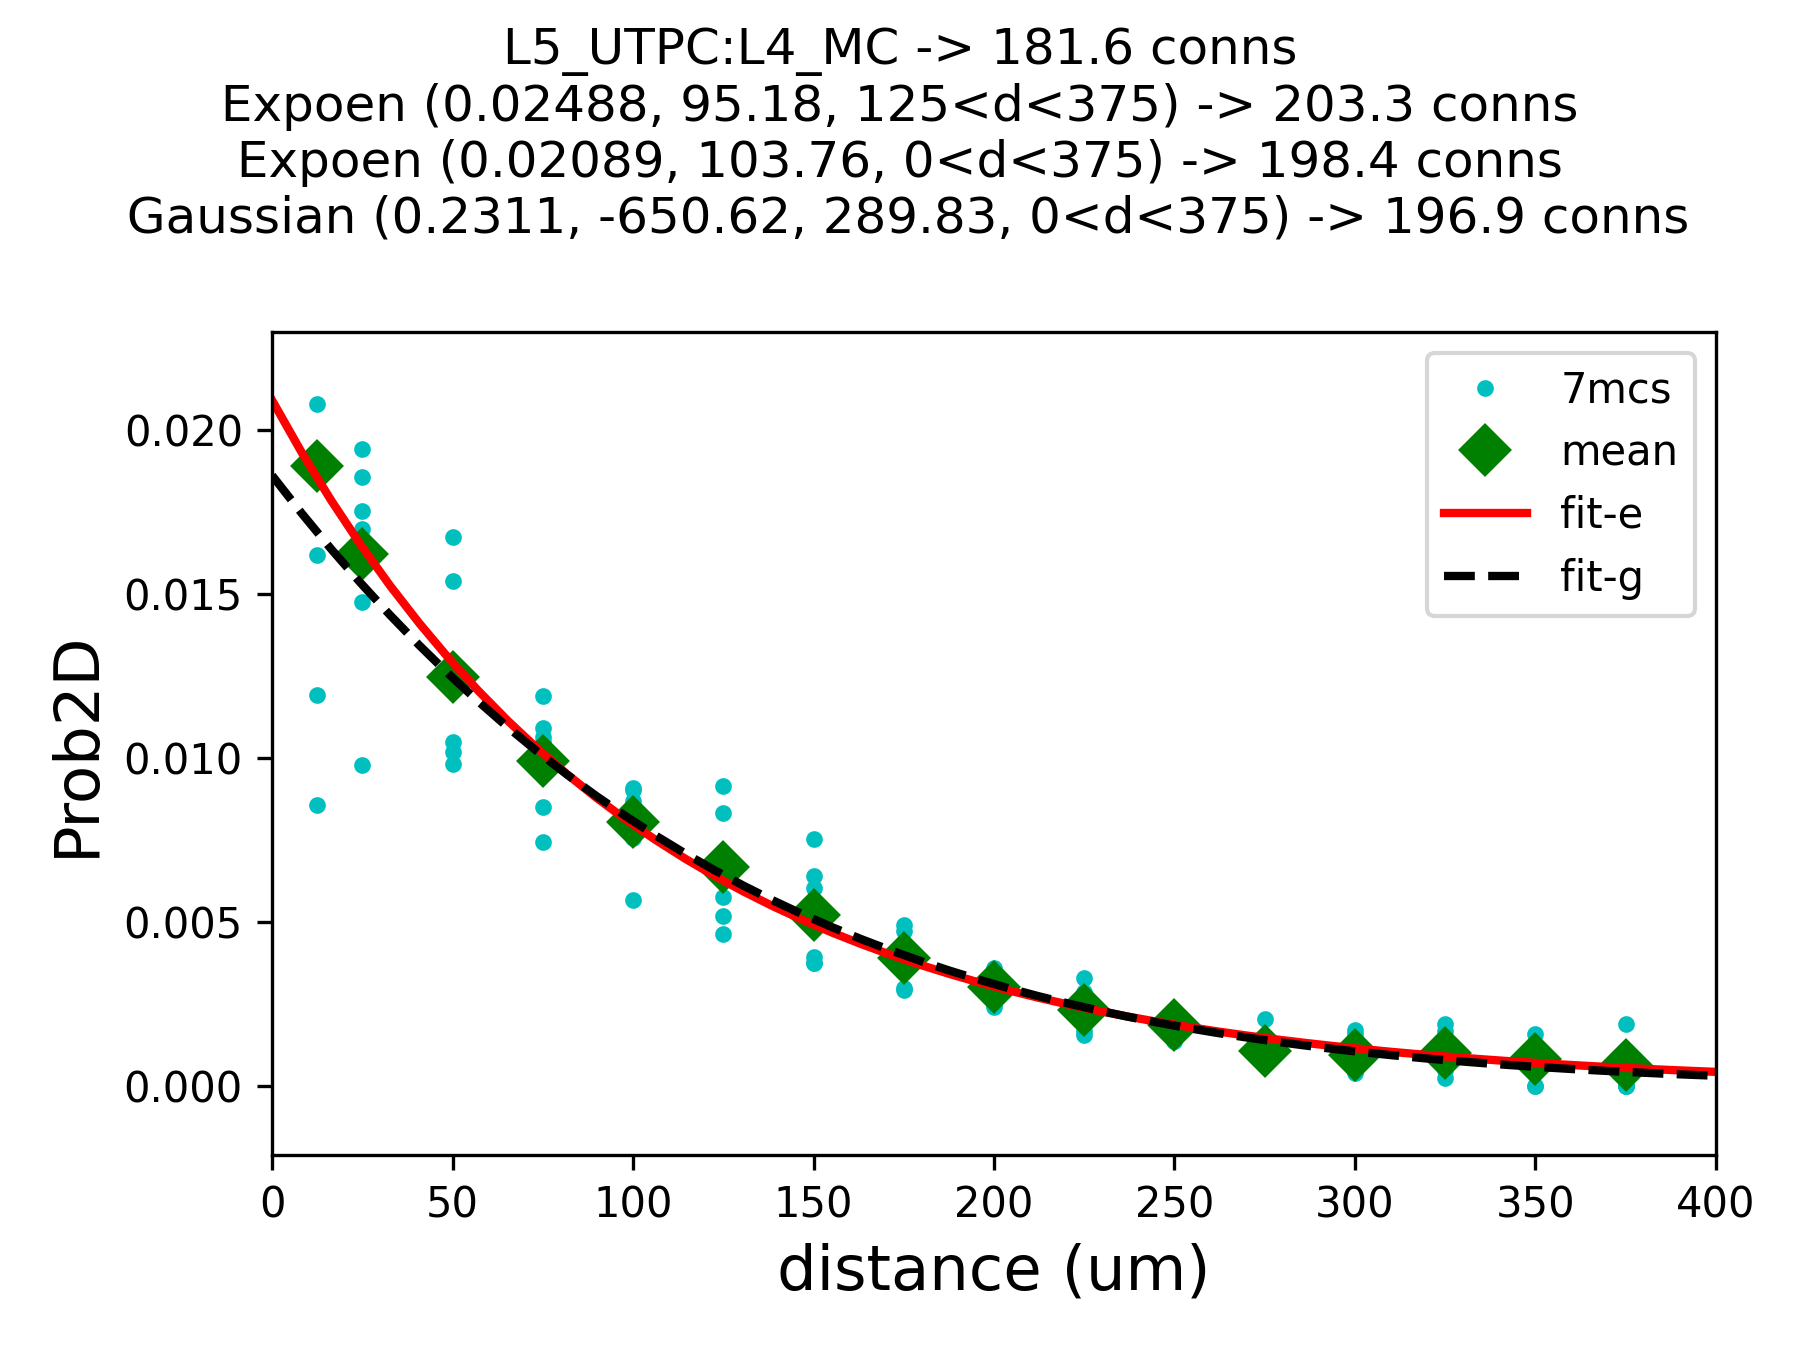 L5_UTPC:L4_MC -> 181.6 conns
Expoen (0.02488, 95.18, 125<d<375) -> 203.3 conns
Expoen (0.02089, 103.76, 0<d<375) -> 198.4 conns
Gaussian (0.2311, -650.62, 289.83, 0<d<375) -> 196.9 conns
7mcs
mean
fit-e
fit-g
Prob2D
0.020
0.015
0.010
0.005
0.000
0 50 100 150 200 250 300 350 400
distance (um)